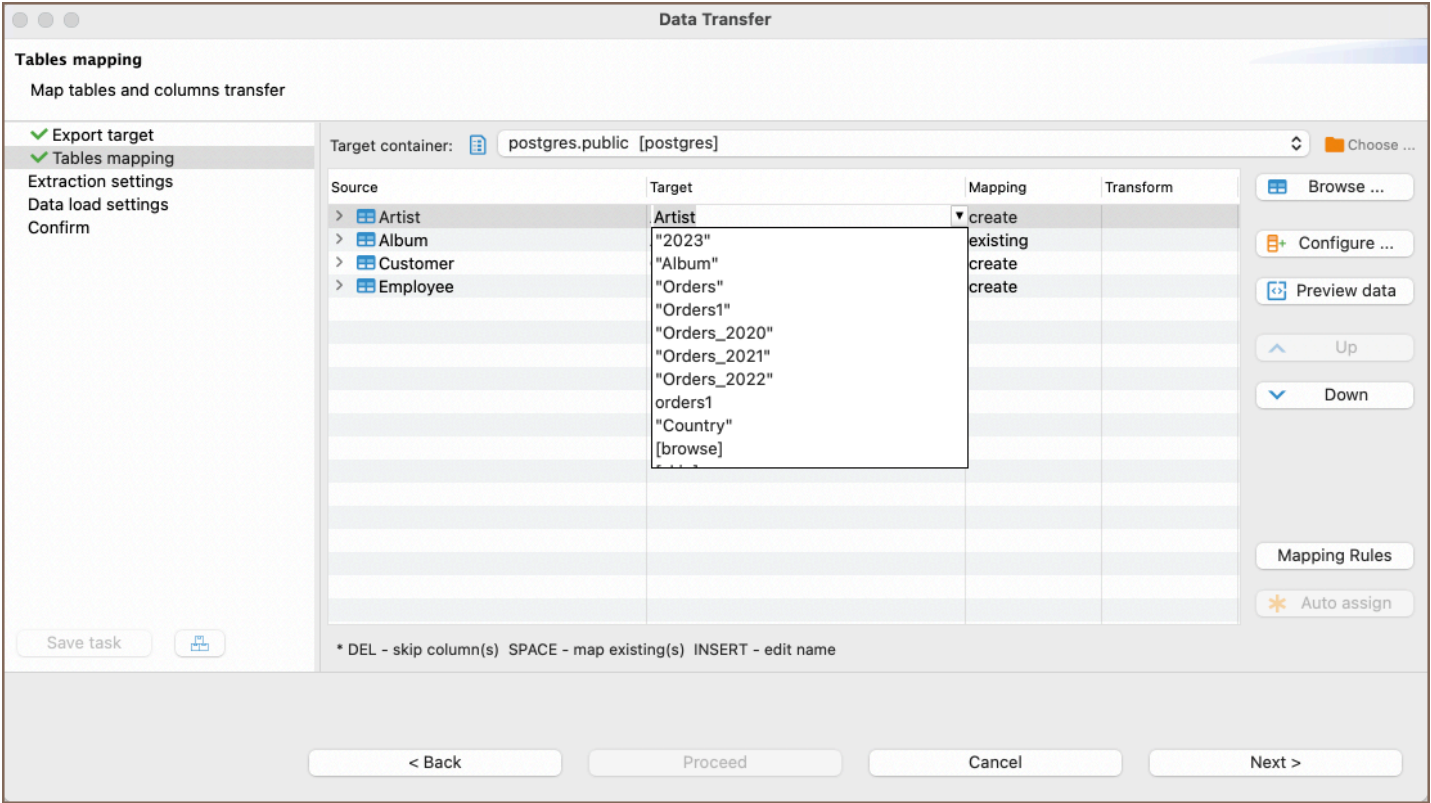 Data Transfer
Tables mapping
Map tables and columns transfer
Export target
Tables mapping
Extraction settings
Data load settings
Confirm
Target container: postgres.public [postgres] Choose ...
Source Target Mapping Transform
Artist Artist create
Album existing
Customer create
Employee create
"2023"
"Album"
"Orders"
"Orders1"
"Orders_2020"
"Orders_2021"
"Orders_2022"
orders1
"Country"
[browse]
Browse ...
Configure ...
Preview data
Up
Down
Mapping Rules
Auto assign
Save task
* DEL - skip column(s) SPACE - map existing(s) INSERT - edit name
< Back Proceed Cancel Next >